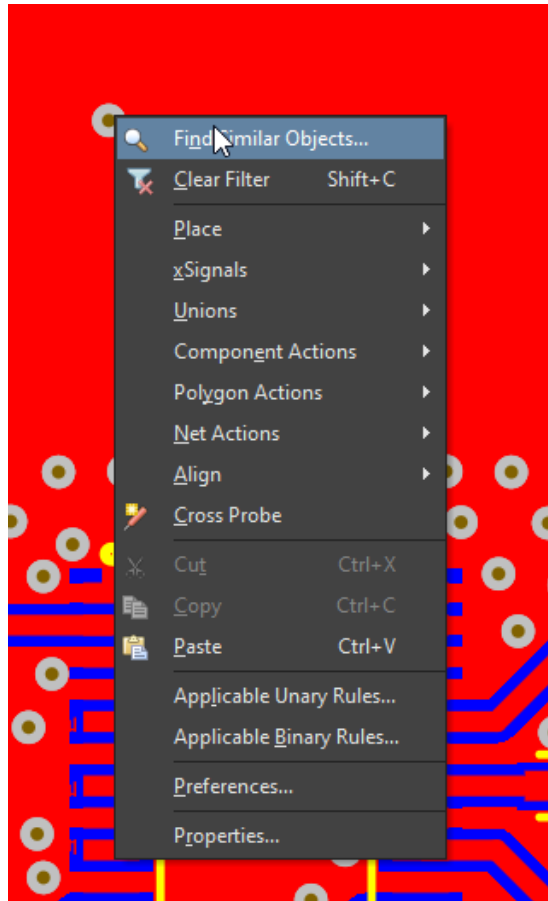 Find Similar Objects...
Clear Filter Shift+C
Place
xSignals
Unions
Component Actions
Polygon Actions
Net Actions
Align
Cross Probe
Cut Ctrl+X
Copy Ctrl+C
Paste Ctrl+V
Applicable Unary Rules...
Applicable Binary Rules...
Preferences...
Properties...